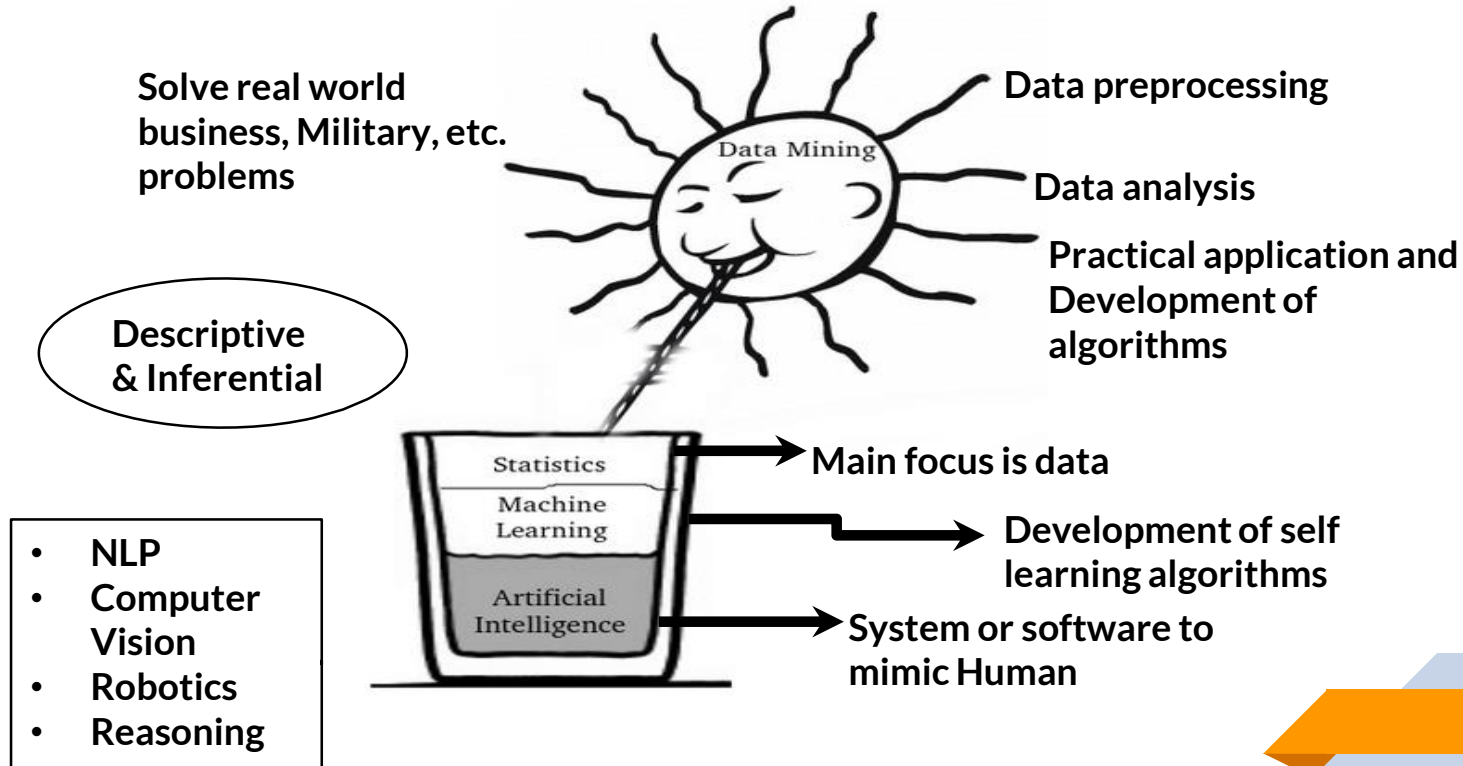 Solve real world
business, Military, etc.
problems
Data Mining
Data preprocessing
Data analysis
Practical application and
Development of
algorithms
Descriptive
& Inferential
Statistics
Main focus is data
Machine
Learning
Development of self
learning algorithms
Artificial
Intelligence
System or software to
mimic Human
• NLP
• Computer
Vision
• Robotics
• Reasoning